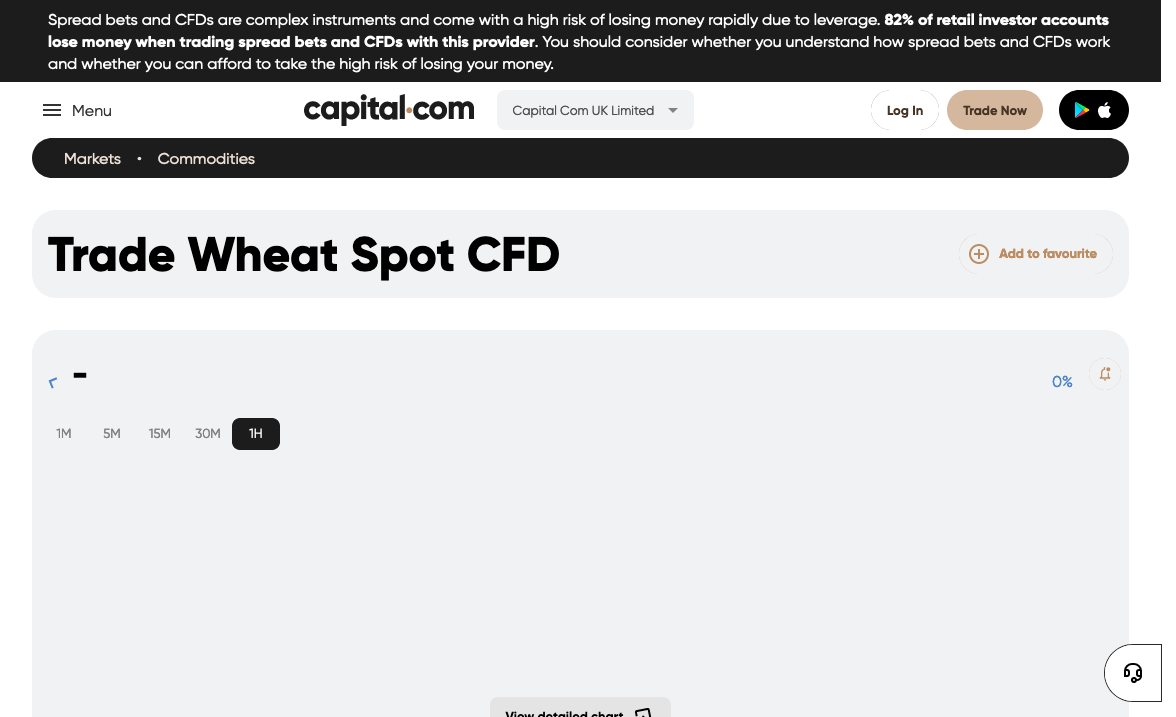 Spread bets and CFDs are complex instruments and come with a high risk of losing money rapidly due to leverage. 82% of retail investor accounts
lose money when trading spread bets and CFDs with this provider. You should consider whether you understand how spread bets and CFDs work
and whether you can afford to take the high risk of losing your money.
Menu
capital.com
Capital Com UK Limited
Log In
Trade Now
Markets • Commodities
Trade Wheat Spot CFD
Add to favourite
-
0%
1M 5M 15M 30M 1H
View detailed chart